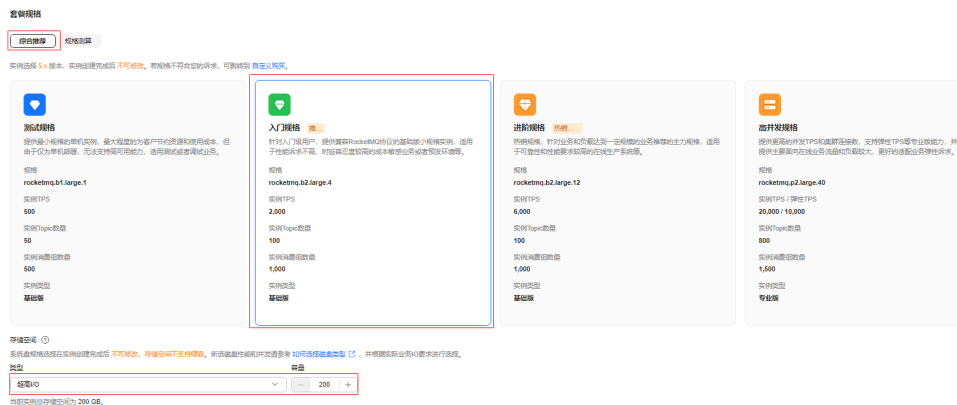 套餐规格
综合推荐 规格测算
实例选择 5.x 版本，实例创建完成后 不可修改。若规格不符合您的诉求，可跳转到 自定义购买。
测试规格
提供最小规格的单机实例，最大程度的为客户节约资源和使用成本，但
由于仅为单机部署，无法支持高可用能力，适用测试或者调试业务。
规格
rocketmq.b1.large.1
实例TPS
500
实例Topic数量
50
实例消费组数量
500
实例类型
基础版
入门规格 推...
针对入门级用户，提供兼容RocketMQ协议的基础版小规格实例，适用
于性能诉求不高，时延容忍度较高的成本敏感业务或者预发环境等。
规格
rocketmq.b2.large.4
实例TPS
2,000
实例Topic数量
100
实例消费组数量
1,000
实例类型
基础版
进阶规格 热销...
热销规格，针对业务和负载达到一定规模的业务推荐的主力规格，适用
于可靠性和性能要求较高的在线生产系统等。
规格
rocketmq.b2.large.12
实例TPS
6,000
实例Topic数量
100
实例消费组数量
1,000
实例类型
基础版
高并发规格
提供更高的并发TPS和集群连接数，支持弹性TPS等专业版能力，并
提供主要面向在线业务流量和负载较大，更好的适配业务弹性诉求。
规格
rocketmq.p2.large.40
实例TPS / 弹性TPS
20,000 / 10,000
实例Topic数量
800
实例消费组数量
1,500
实例类型
专业版
存储空间
系统盘规格选择在实例创建完成后 不可修改，存储空间不支持缩容。所选磁盘性能和并发请参考 如何选择磁盘类型 ，并根据实际业务IO要求进行选择。
类型 容量
超高I/O − 200 +
当前实例总存储空间为 200 GB。